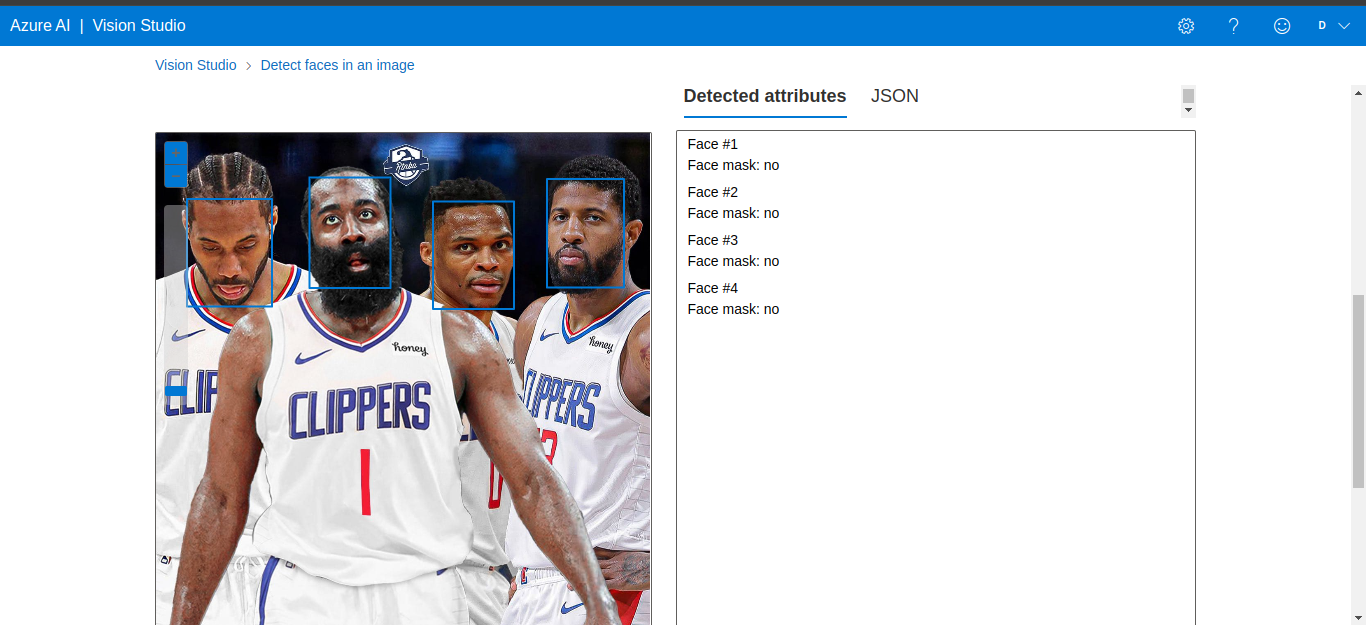 Azure AI | Vision Studio
D
Vision Studio > Detect faces in an image
Detected attributes
JSON
Face #1
Face mask: no
Face #2
Face mask: no
Face #3
Face mask: no
Face #4
Face mask: no
honey
honey
CLIPPERS
CLIP
CLIPPERS
1
0